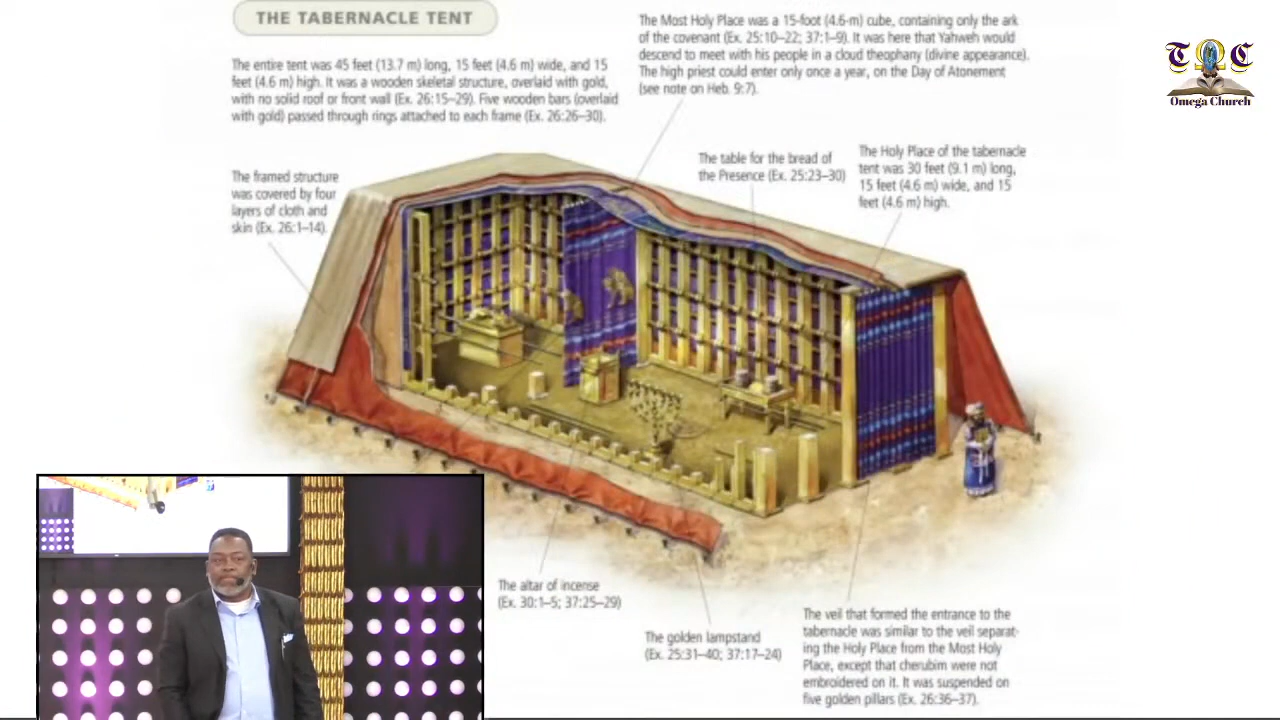 THE TABERNACLE TENT
The entire tent was 45 feet (13.7 m) long, 15 feet (4.6 m) wide, and 15
feet (4.6 m) high. It was a wooden skeletal structure, overlaid with gold,
with no solid roof or front wall (Ex. 26:15–29). Five wooden bars (overlaid
with gold) passed through rings attached to each frame (Ex. 26:26–30).
The Most Holy Place was a 15-foot (4.6-m) cube, containing only the ark
of the covenant (Ex. 25:10–22; 37:1–9). It was here that Yahweh would
descend to meet with his people in a cloud theophany (divine appearance).
The high priest could enter only once a year, on the Day of Atonement
(see note on Heb. 9:7).
TOC
Omega Church
The framed structure
was covered by four
layers of cloth and
skin (Ex. 26:1–14).
The table for the bread of
the Presence (Ex. 25:23–30)
The Holy Place of the tabernacle
tent was 30 feet (9.1 m) long,
15 feet (4.6 m) wide, and 15
feet (4.6 m) high.
The altar of incense
(Ex. 30:1–5; 37:25–29)
The golden lampstand
(Ex. 25:31–40; 37:17–24)
The veil that formed the entrance to the
tabernacle was similar to the veil separat-
ing the Holy Place from the Most Holy
Place, except that cherubim were not
embroidered on it. It was suspended on
five golden pillars (Ex. 26:36–37).